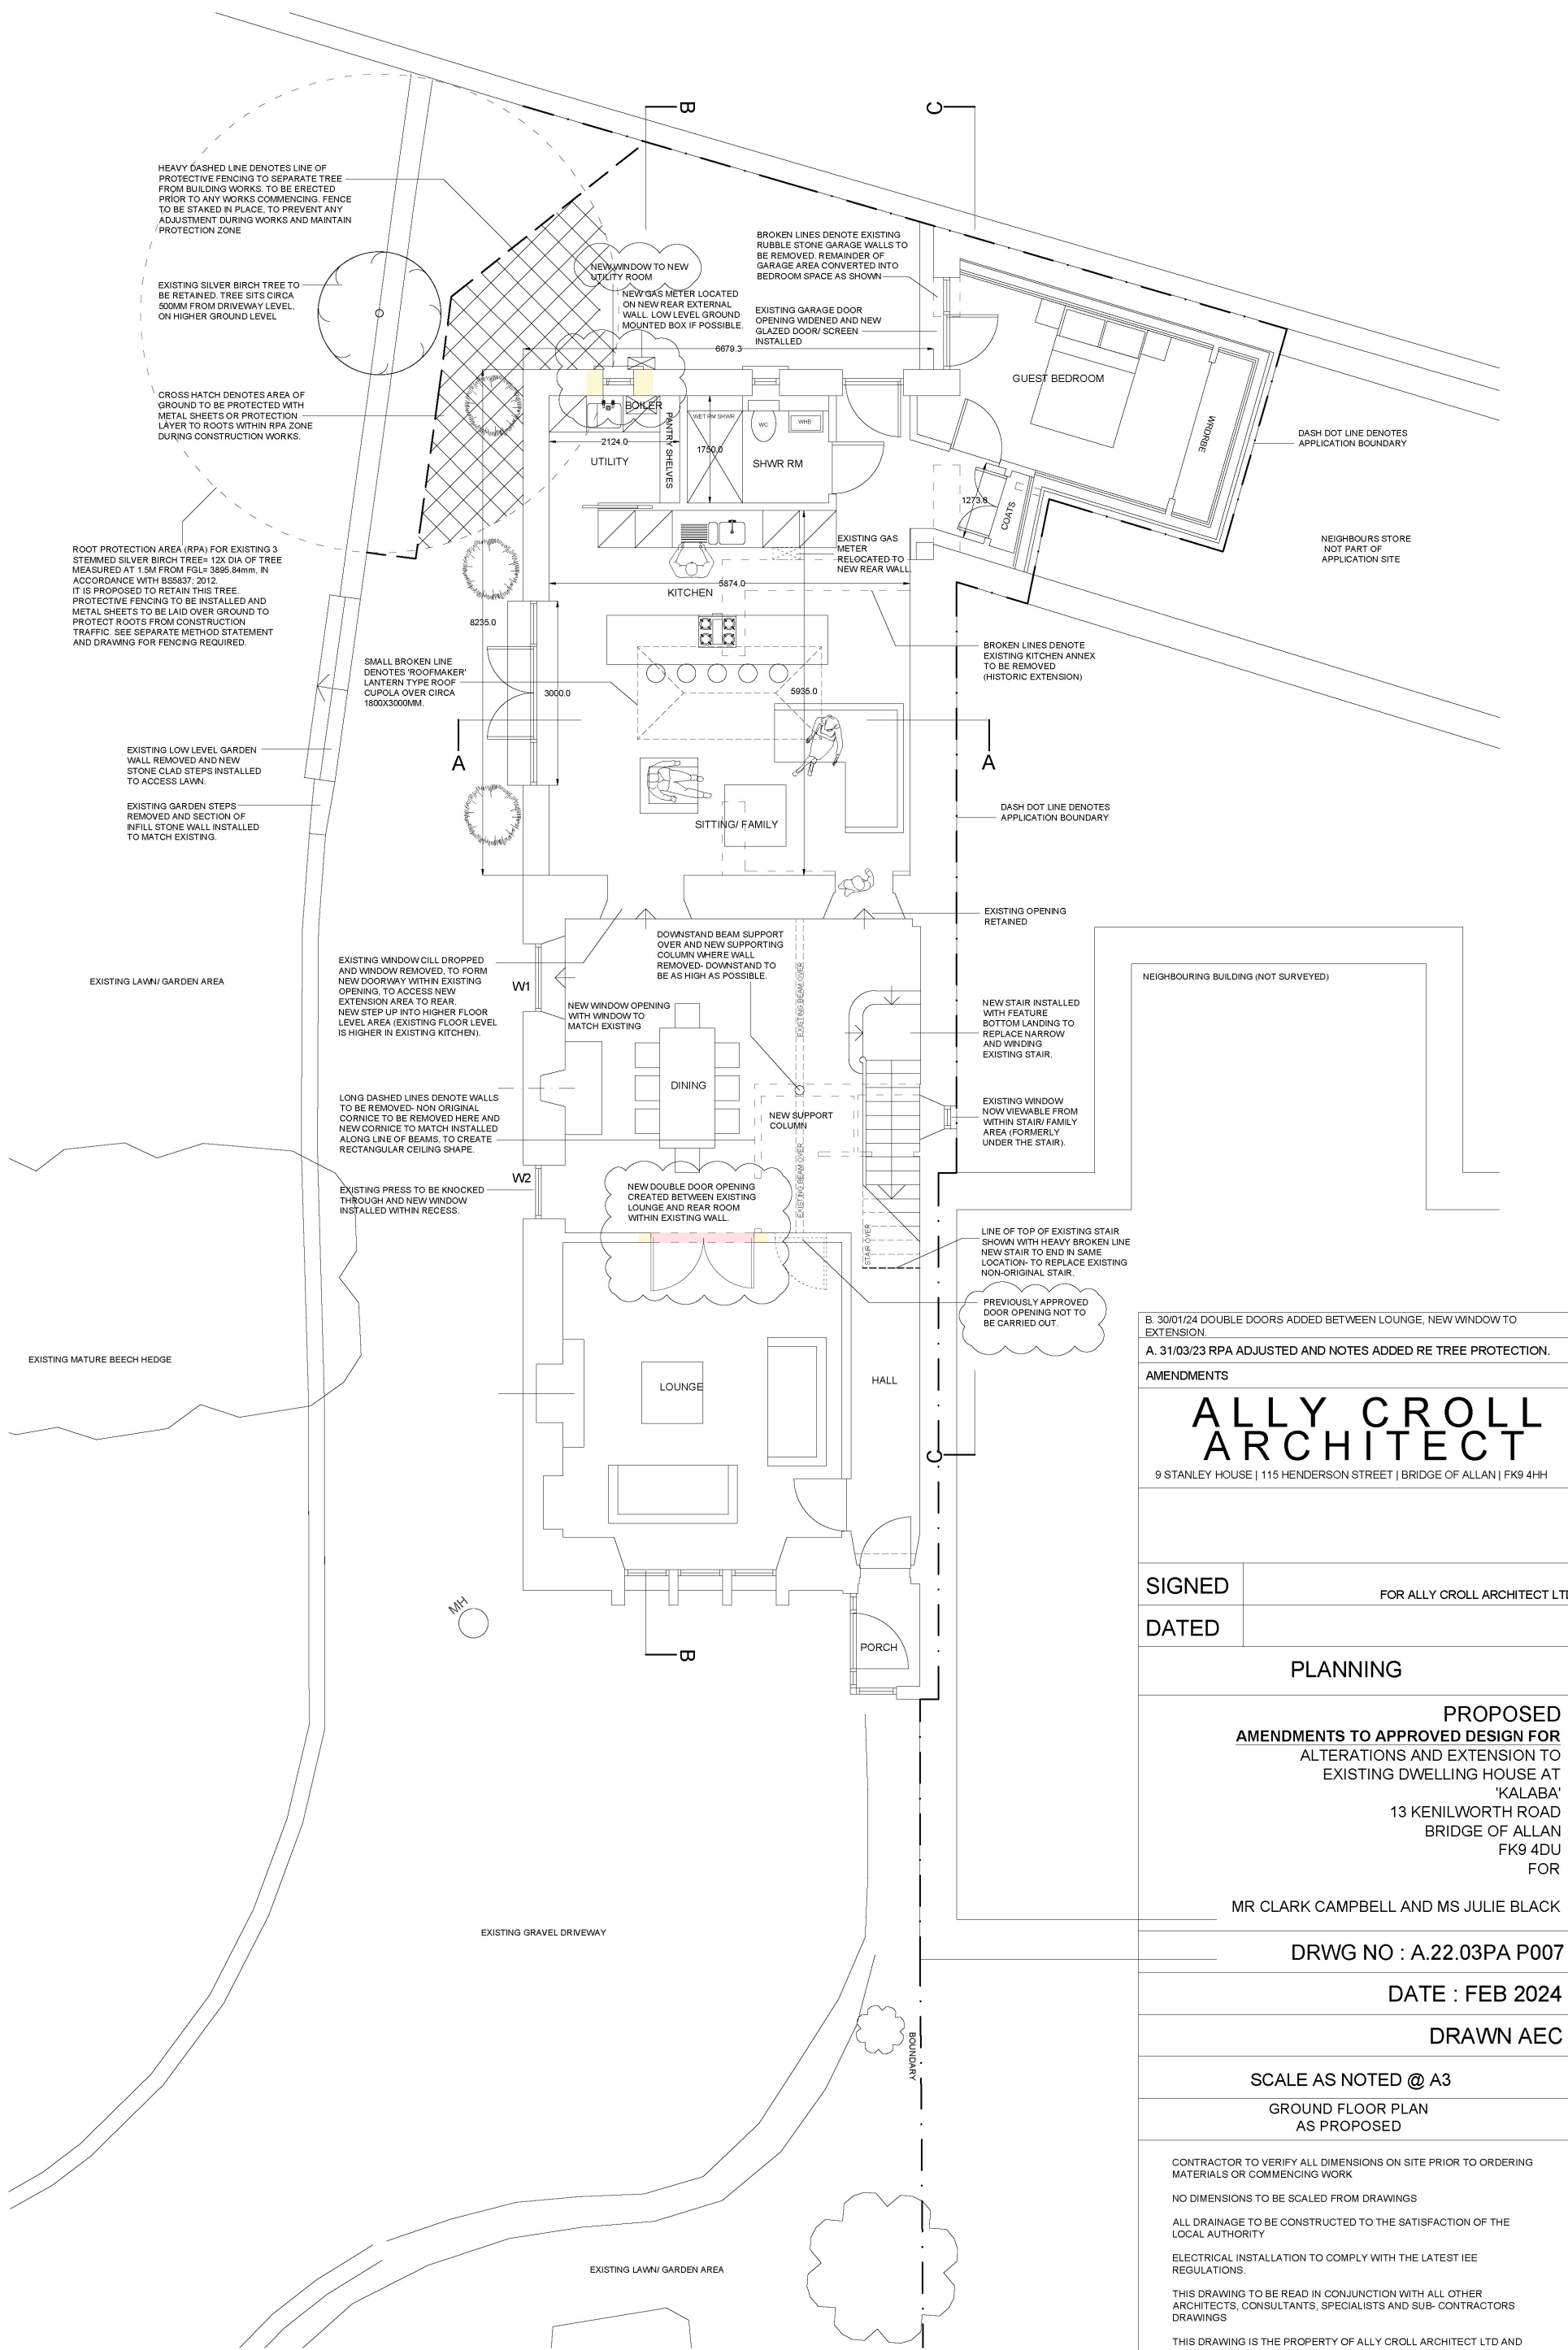 B
C
HEAVY DASHED LINE DENOTES LINE OF
PROTECTIVE FENCING TO SEPARATE TREE
FROM BUILDING WORKS. TO BE ERECTED
PRIOR TO ANY WORKS COMMENCING. FENCE
TO BE STAKED IN PLACE, TO PREVENT ANY
ADJUSTMENT DURING WORKS AND MAINTAIN
PROTECTION ZONE
EXISTING SILVER BIRCH TREE TO
BE RETAINED. TREE SITS CIRCA
500MM FROM DRIVEWAY LEVEL,
ON HIGHER GROUND LEVEL
CROSS HATCH DENOTES AREA OF
GROUND TO BE PROTECTED WITH
METAL SHEETS OR PROTECTION
LAYER TO ROOTS WITHIN RPA ZONE
DURING CONSTRUCTION WORKS.
ROOT PROTECTION AREA (RPA) FOR EXISTING 3
STEMMED SILVER BIRCH TREE= 12X DIA OF TREE
MEASURED AT 1.5M FROM FGL= 3895.84mm, IN
ACCORDANCE WITH BS5837; 2012.
IT IS PROPOSED TO RETAIN THIS TREE.
PROTECTIVE FENCING TO BE INSTALLED AND
METAL SHEETS TO BE LAID OVER GROUND TO
PROTECT ROOTS FROM CONSTRUCTION
TRAFFIC. SEE SEPARATE METHOD STATEMENT
AND DRAWING FOR FENCING REQUIRED.
NEW WINDOW TO NEW
UTILITY ROOM
NEW GAS METER LOCATED
ON NEW REAR EXTERNAL
WALL. LOW LEVEL GROUND
MOUNTED BOX IF POSSIBLE.
BROKEN LINES DENOTE EXISTING
RUBBLE STONE GARAGE WALLS TO
BE REMOVED. REMAINDER OF
GARAGE AREA CONVERTED INTO
BEDROOM SPACE AS SHOWN
EXISTING GARAGE DOOR
OPENING WIDENED AND NEW
GLAZED DOOR/ SCREEN
INSTALLED
6679.3
GUEST BEDROOM
WRDRBE
DASH DOT LINE DENOTES
APPLICATION BOUNDARY
BOILER
PANTRY SHELVES
WET RM SHWR
WC
WHB
2124.0
UTILITY
1750.0
SHWR RM
1273.6
COATS
NEIGHBOURS STORE
NOT PART OF
APPLICATION SITE
EXISTING GAS
METER
RELOCATED TO
NEW REAR WALL
5874.0
KITCHEN
8235.0
BROKEN LINES DENOTE
EXISTING KITCHEN ANNEX
TO BE REMOVED
(HISTORIC EXTENSION)
SMALL BROKEN LINE
DENOTES 'ROOFMAKER'
LANTERN TYPE ROOF
CUPOLA OVER CIRCA
1800X3000MM.
3000.0
5935.0
A
A
EXISTING LOW LEVEL GARDEN
WALL REMOVED AND NEW
STONE CLAD STEPS INSTALLED
TO ACCESS LAWN.
EXISTING GARDEN STEPS
REMOVED AND SECTION OF
INFILL STONE WALL INSTALLED
TO MATCH EXISTING.
SITTING/ FAMILY
DASH DOT LINE DENOTES
APPLICATION BOUNDARY
EXISTING OPENING
RETAINED
DOWNSTAND BEAM SUPPORT
OVER AND NEW SUPPORTING
COLUMN WHERE WALL
REMOVED- DOWNSTAND TO
BE AS HIGH AS POSSIBLE.
EXISTING WINDOW CILL DROPPED
AND WINDOW REMOVED, TO FORM
NEW DOORWAY WITHIN EXISTING
OPENING, TO ACCESS NEW
EXTENSION AREA TO REAR.
NEW STEP UP INTO HIGHER FLOOR
LEVEL AREA (EXISTING FLOOR LEVEL
IS HIGHER IN EXISTING KITCHEN).
EXISTING LAWN/ GARDEN AREA
W1
NEW WINDOW OPENING
WITH WINDOW TO
MATCH EXISTING
EXISTING BEAM OVER
NEIGHBOURING BUILDING (NOT SURVEYED)
NEW STAIR INSTALLED
WITH FEATURE
BOTTOM LANDING TO
REPLACE NARROW
AND WINDING
EXISTING STAIR.
DINING
LONG DASHED LINES DENOTE WALLS
TO BE REMOVED- NON ORIGINAL
CORNICE TO BE REMOVED HERE AND
NEW CORNICE TO MATCH INSTALLED
ALONG LINE OF BEAMS, TO CREATE
RECTANGULAR CEILING SHAPE.
NEW SUPPORT
COLUMN
EXISTING WINDOW
NOW VIEWABLE FROM
WITHIN STAIR/ FAMILY
AREA (FORMERLY
UNDER THE STAIR).
W2
EXISTING BEAM OVER
EXISTING PRESS TO BE KNOCKED
THROUGH AND NEW WINDOW
INSTALLED WITHIN RECESS.
NEW DOUBLE DOOR OPENING
CREATED BETWEEN EXISTING
LOUNGE AND REAR ROOM
WITHIN EXISTING WALL.
STAIR OVER
LINE OF TOP OF EXISTING STAIR
SHOWN WITH HEAVY BROKEN LINE
NEW STAIR TO END IN SAME
LOCATION- TO REPLACE EXISTING
NON-ORIGINAL STAIR.
PREVIOUSLY APPROVED
DOOR OPENING NOT TO
BE CARRIED OUT.
EXISTING MATURE BEECH HEDGE
LOUNGE
HALL
C
MH
B
PORCH
EXISTING GRAVEL DRIVEWAY
BOUNDARY
EXISTING LAWN/ GARDEN AREA
B. 30/01/24 DOUBLE DOORS ADDED BETWEEN LOUNGE, NEW WINDOW TO
EXTENSION.
A. 31/03/23 RPA ADJUSTED AND NOTES ADDED RE TREE PROTECTION.
AMENDMENTS
ALLY CROLL
ARCHITECT
9 STANLEY HOUSE | 115 HENDERSON STREET | BRIDGE OF ALLAN | FK9 4HH
SIGNED
FOR ALLY CROLL ARCHITECT LTD
DATED
PLANNING
PROPOSED
AMENDMENTS TO APPROVED DESIGN FOR
ALTERATIONS AND EXTENSION TO
EXISTING DWELLING HOUSE AT
'KALABA'
13 KENILWORTH ROAD
BRIDGE OF ALLAN
FK9 4DU
FOR
MR CLARK CAMPBELL AND MS JULIE BLACK
DRWG NO : A.22.03PA P007
DATE : FEB 2024
DRAWN AEC
SCALE AS NOTED @ A3
GROUND FLOOR PLAN
AS PROPOSED
CONTRACTOR TO VERIFY ALL DIMENSIONS ON SITE PRIOR TO ORDERING
MATERIALS OR COMMENCING WORK
NO DIMENSIONS TO BE SCALED FROM DRAWINGS
ALL DRAINAGE TO BE CONSTRUCTED TO THE SATISFACTION OF THE
LOCAL AUTHORITY
ELECTRICAL INSTALLATION TO COMPLY WITH THE LATEST IEE
REGULATIONS.
THIS DRAWING TO BE READ IN CONJUNCTION WITH ALL OTHER
ARCHITECTS, CONSULTANTS, SPECIALISTS AND SUB- CONTRACTORS
DRAWINGS
THIS DRAWING IS THE PROPERTY OF ALLY CROLL ARCHITECT LTD AND